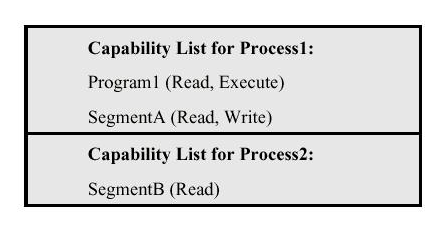 Capability List for Process1:
Program1 (Read, Execute)
SegmentA (Read, Write)
Capability List for Process2:
SegmentB (Read)